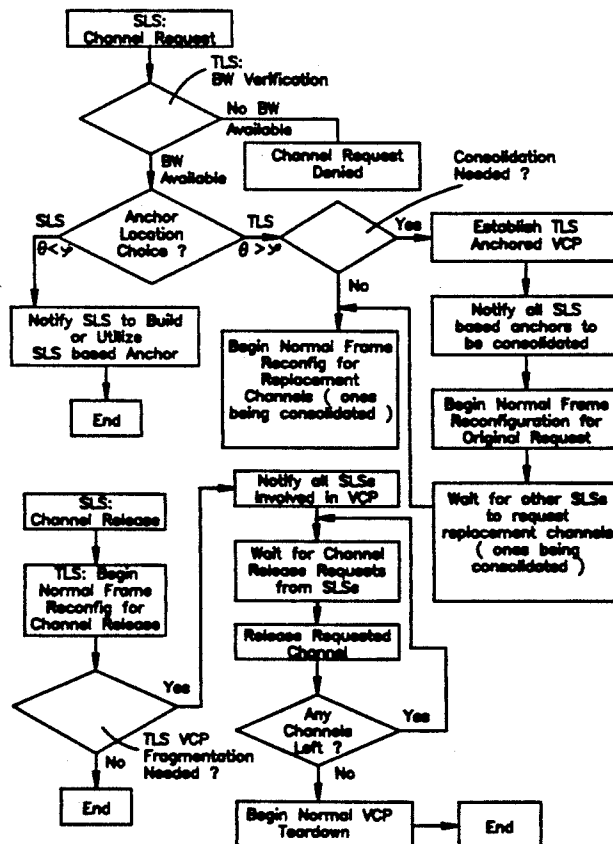 SLS:
Channel Request
TLS:
BW Verification
No BW
Available
Channel Request
Denied
BW
Available
Consolidation
Needed ?
SLS
θ<𝛾
Anchor
Location
Choice ?
TLS
θ >𝛾
Yes
Establish TLS
Anchored VCP
No
Notify SLS to Build
or Utilize
SLS based Anchor
End
Begin Normal Frame
Reconfig for
Replacement
Channels ( ones
being consolidated )
Notify all SLS
based anchors to
be consolidated
Begin Normal Frame
Reconfiguration for
Original Request
Wait for other SLSs
to request
replacement channels
( ones being
consolidated )
SLS:
Channel Release
TLS: Begin
Normal Frame
Reconfig for
Channel Release
Yes
TLS VCP
Fragmentation
Needed ?
No
End
Notify all SLSs
Involved in VCP
Wait for Channel
Release Requests
from SLSs
Release Requested
Channel
Any
Channels
Left ?
Yes
No
Begin Normal VCP
Teardown
End